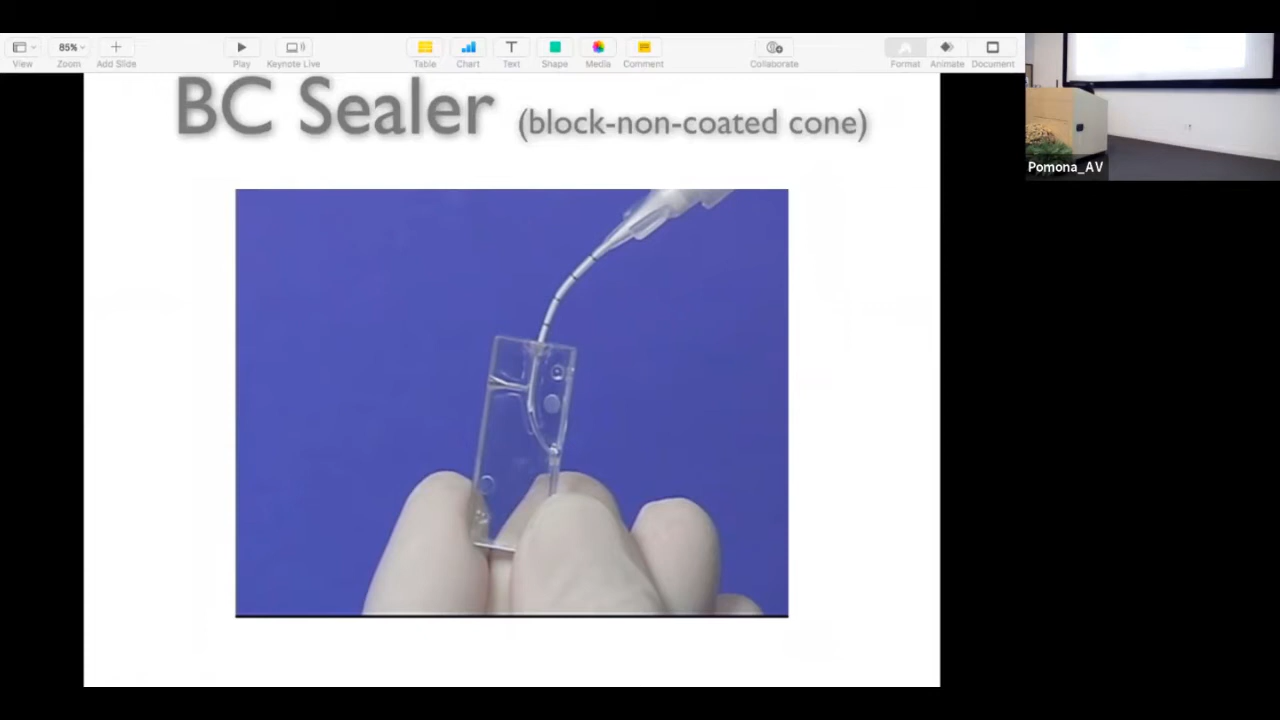 85%
View
Zoom
Add Slide
Play
Keynote Live
Table
Chart
Text
Shape
Media
Comment
Collaborate
Format
Animate
Document
BC Sealer (block-non-coated cone)
Pomona_AV